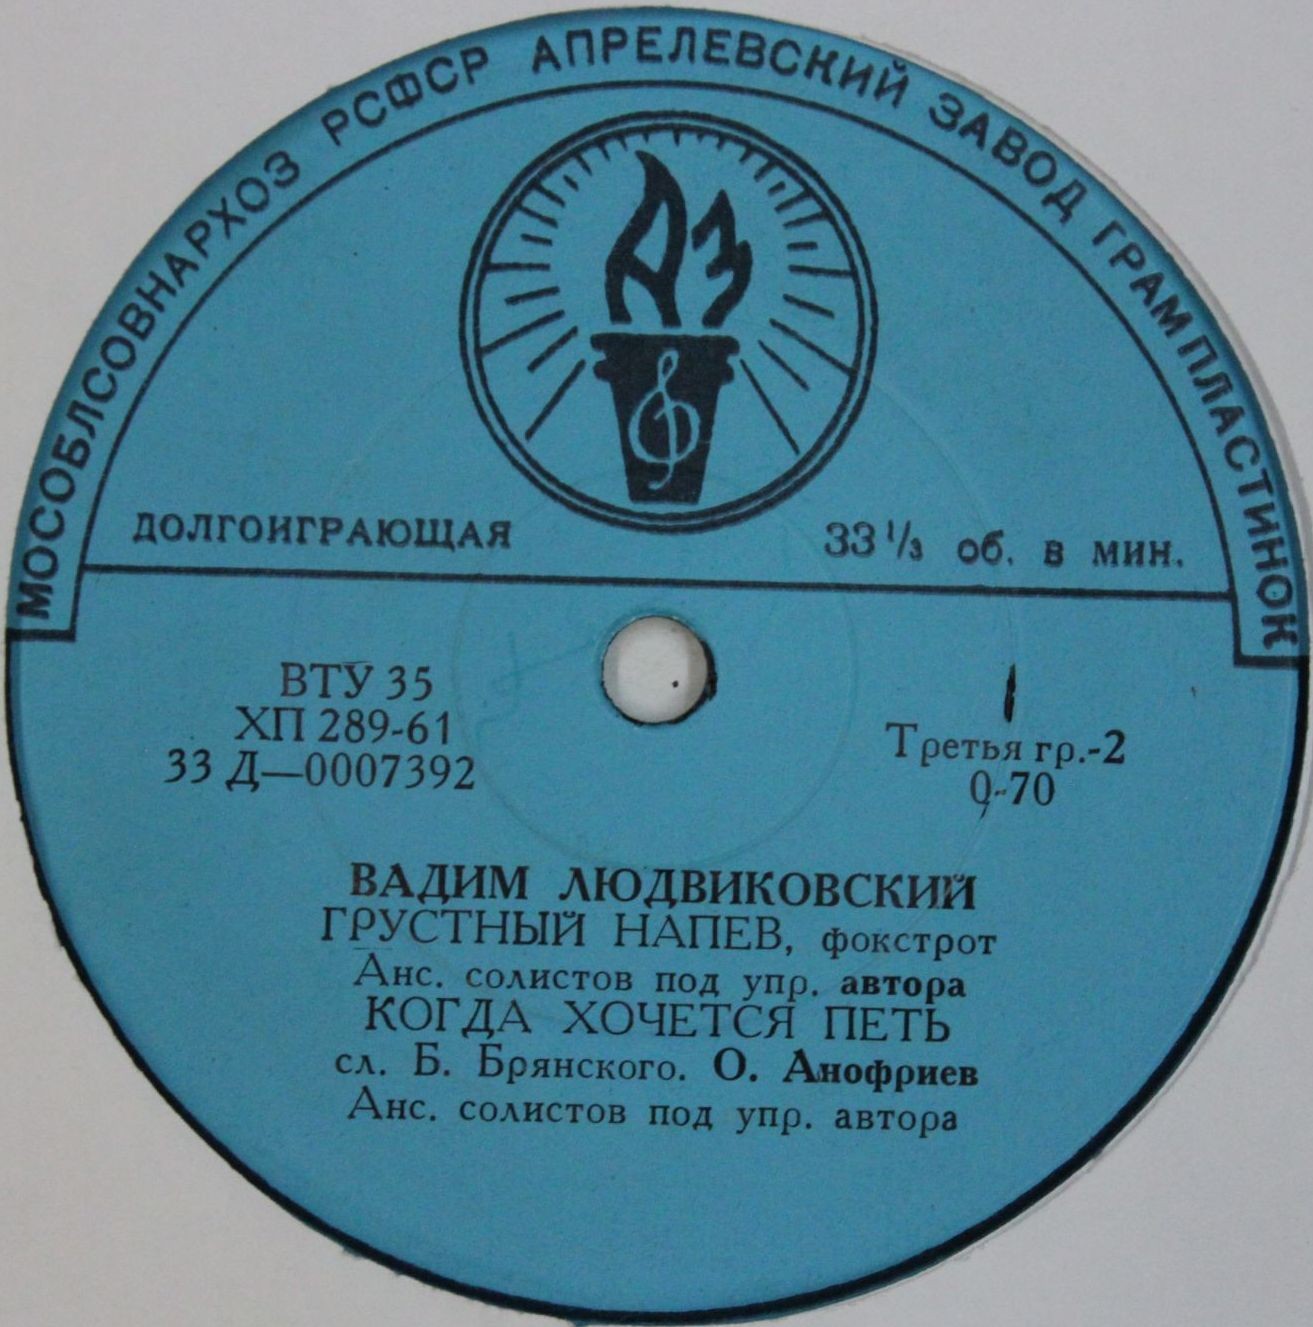 МОСОБЛСОВНАРХОЗ РСФСР АПРЕЛЕВСКИЙ ЗАВОД ГРАМПЛАСТИНОК
АЗ
ДОЛГОИГРАЮЩАЯ
33 1/3 об. в мин.
ВТУ 35
ХП 289-61
33 Д—0007392
Третья гр.-2
0-70
ВАДИМ ЛЮДВИКОВСКИЙ
ГРУСТНЫЙ НАПЕВ, фокстрот
Анс. солистов под упр. автора
КОГДА ХОЧЕТСЯ ПЕТЬ
сл. Б. Брянского. О. Анофриев
Анс. солистов под упр. автора